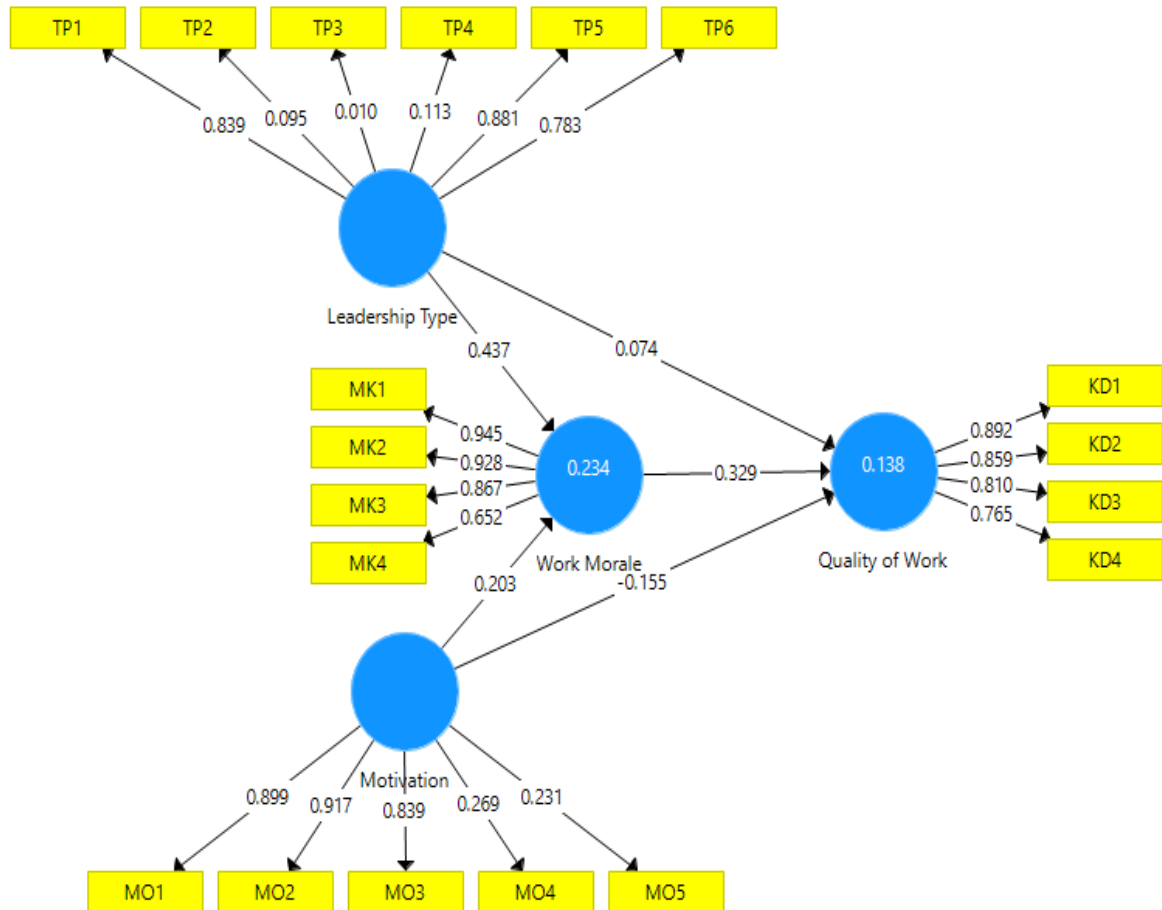 TP1 TP2 TP3 TP4 TP5 TP6
0.839 0.095 0.010 0.113 0.881 0.783
Leadership Type
0.437
0.074
MK1
MK2
MK3
MK4
0.945
0.928
0.867
0.652
0.234
Work Morale
0.329
0.203
-0.155
0.138
Quality of Work
0.892
0.859
0.810
0.765
KD1
KD2
KD3
KD4
Motivation
0.899 0.917 0.839 0.269 0.231
MO1 MO2 MO3 MO4 MO5